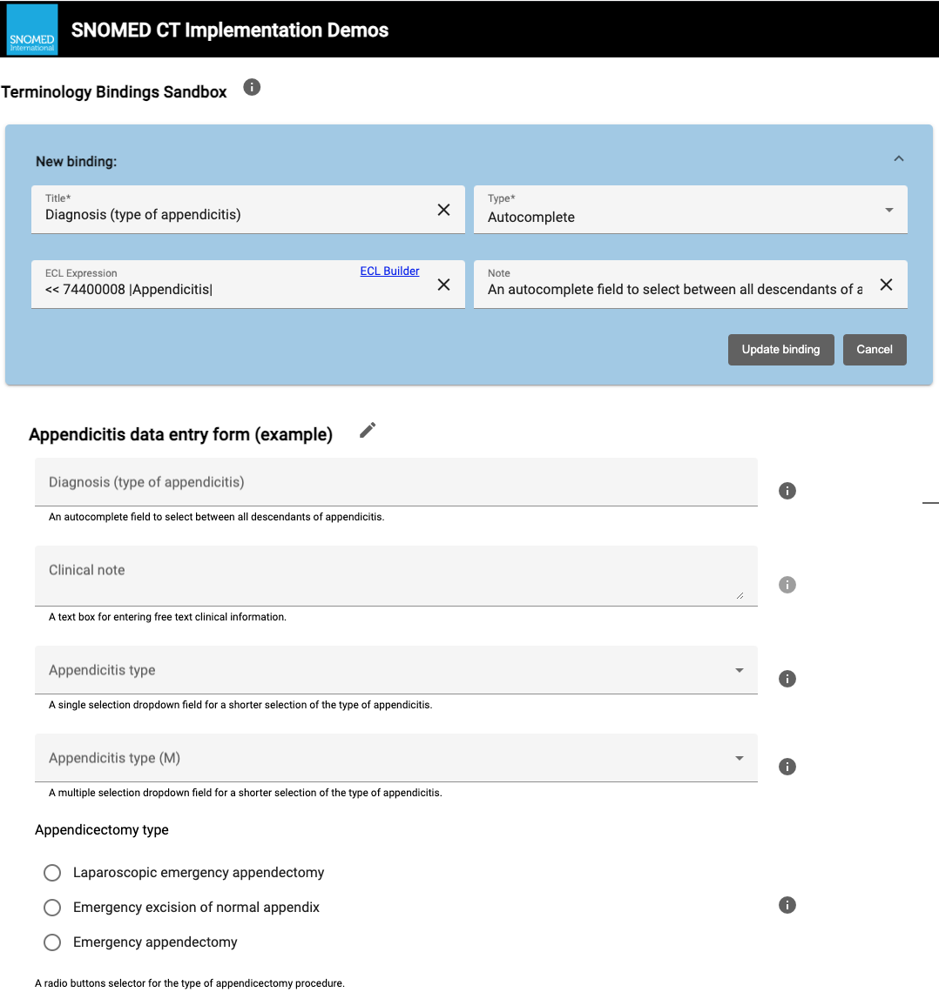 SNOMED
International
SNOMED CT Implementation Demos
Terminology Bindings Sandbox
New binding:
Title*
Diagnosis (type of appendicitis)
Type*
Autocomplete
ECL Expression
ECL Builder
<< 74400008 |Appendicitis|
Note
An autocomplete field to select between all descendants of a
Update binding
Cancel
Appendicitis data entry form (example)
Diagnosis (type of appendicitis)
An autocomplete field to select between all descendants of appendicitis.
Clinical note
A text box for entering free text clinical information.
Appendicitis type
A single selection dropdown field for a shorter selection of the type of appendicitis.
Appendicitis type (M)
A multiple selection dropdown field for a shorter selection of the type of appendicitis.
Appendicectomy type
Laparoscopic emergency appendectomy
Emergency excision of normal appendix
Emergency appendectomy
A radio buttons selector for the type of appendicectomy procedure.